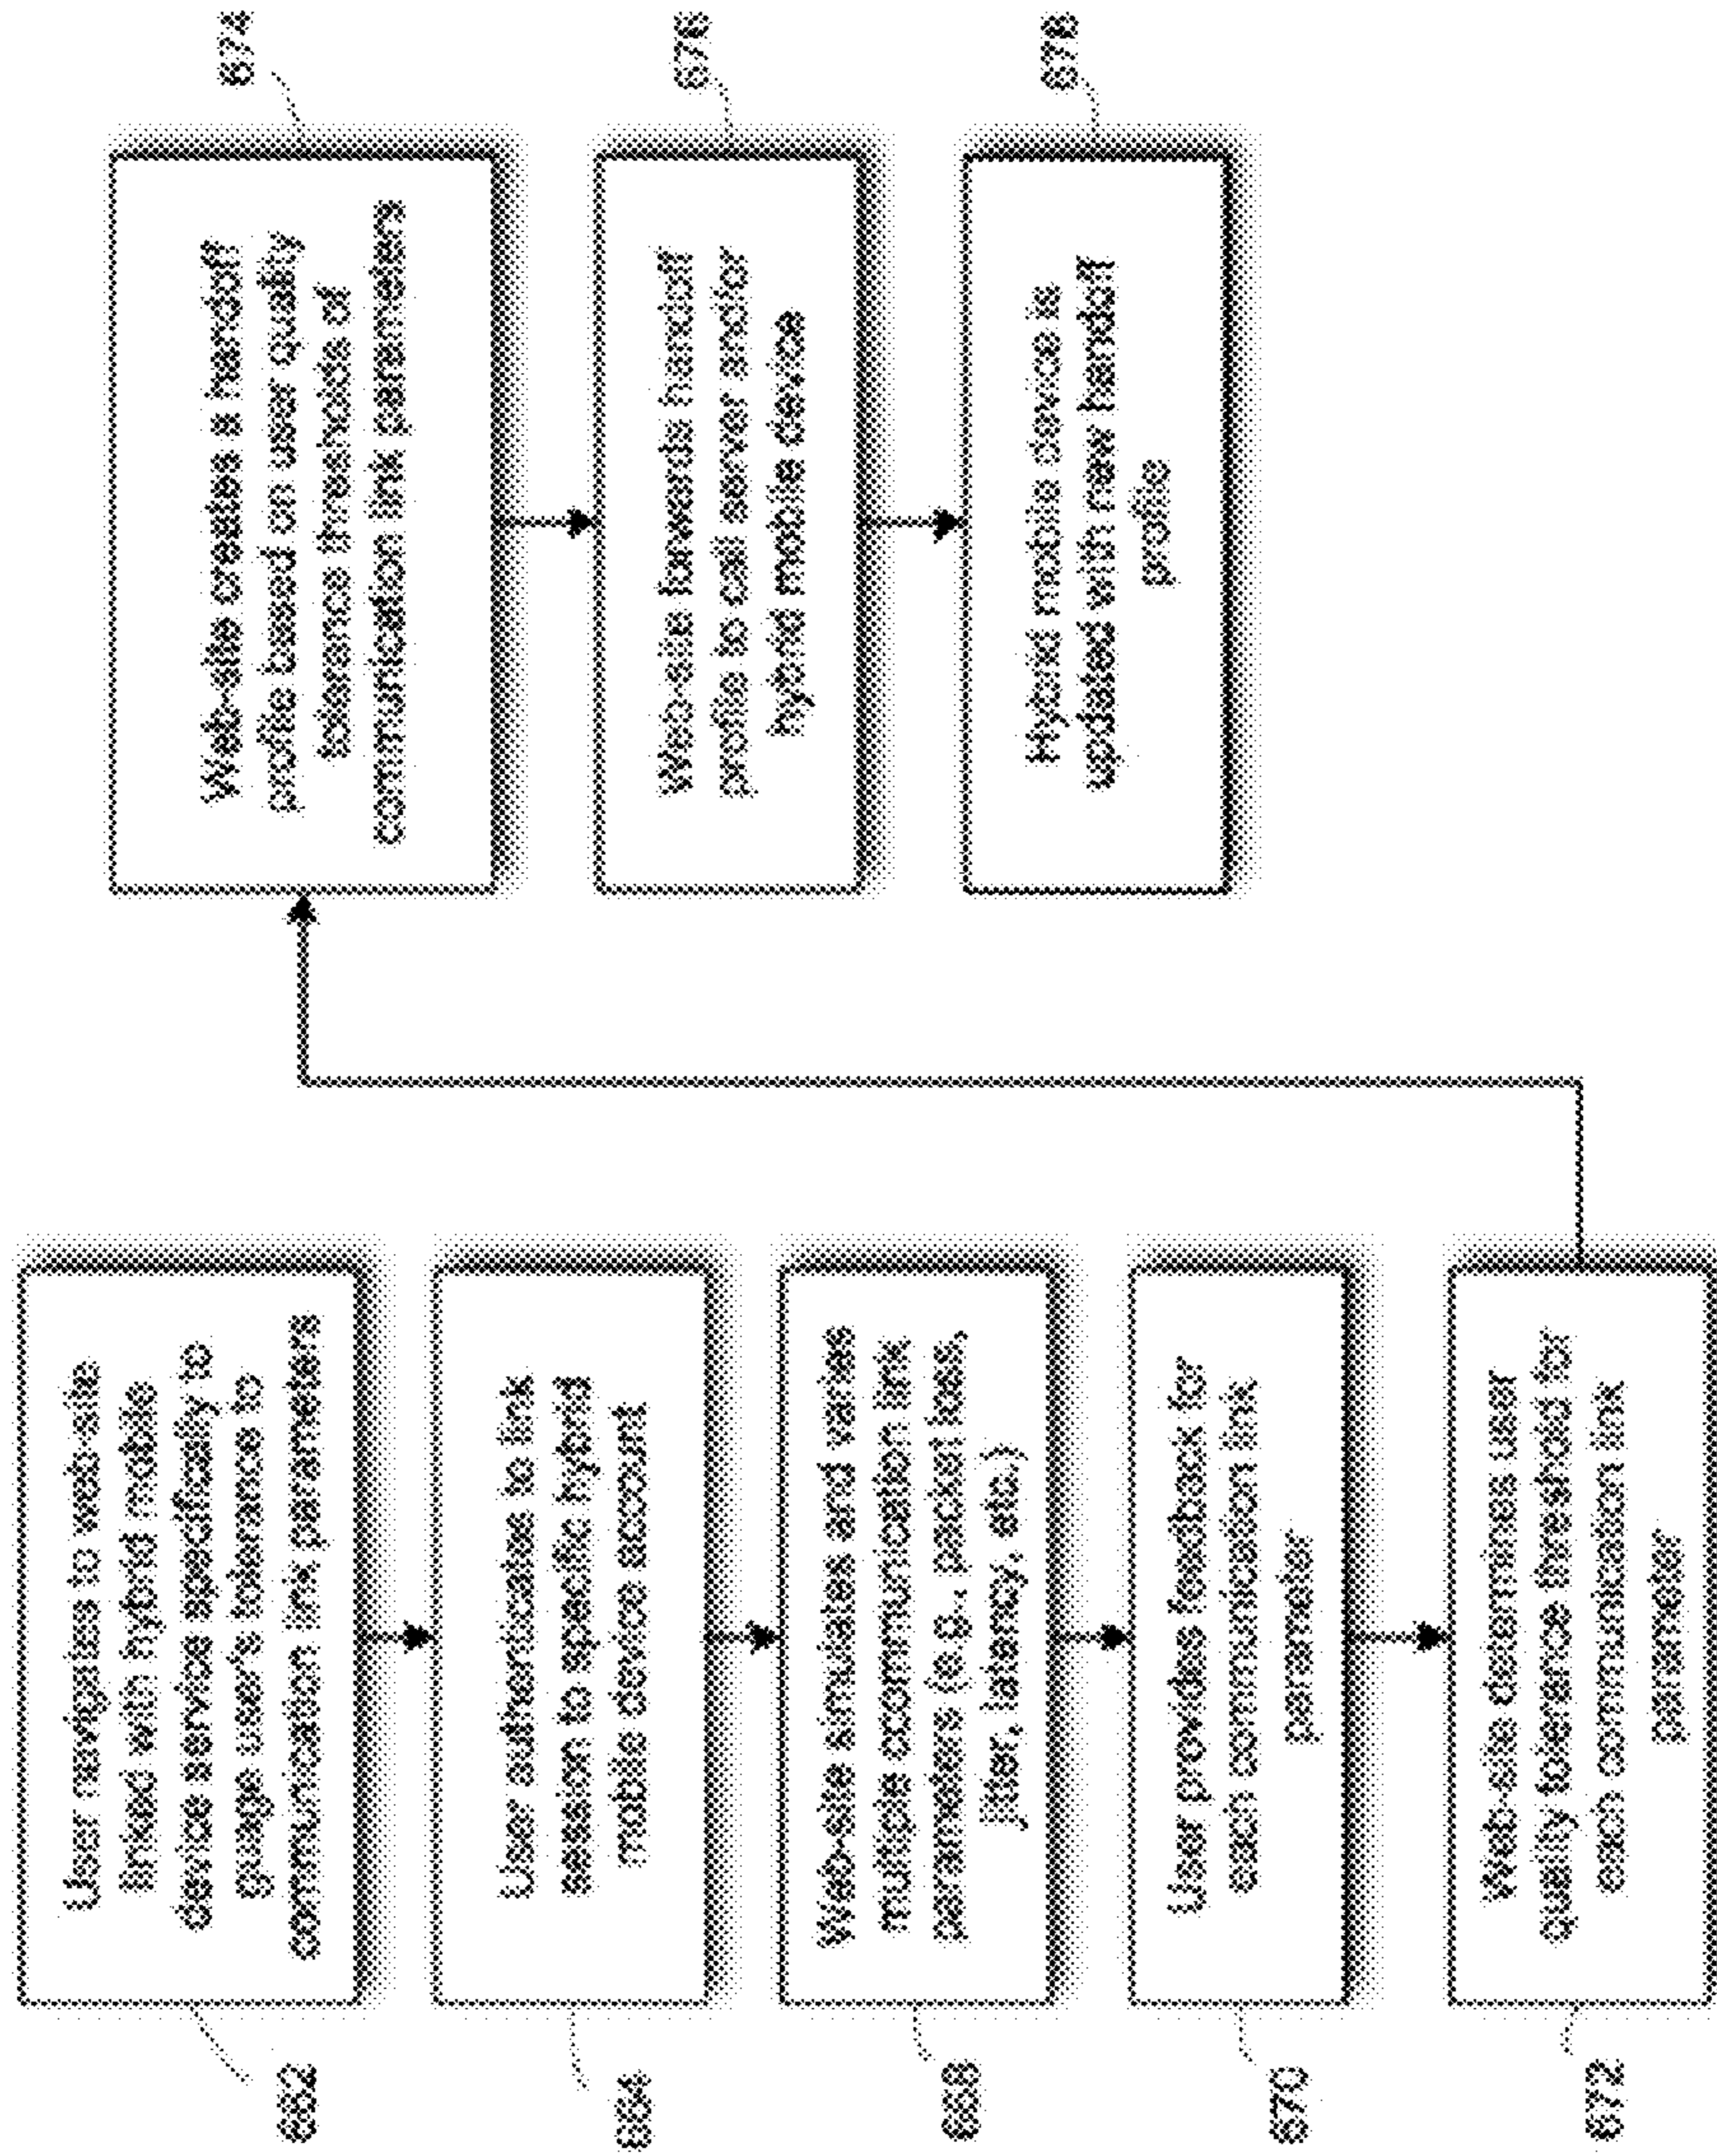 User navigates to web-site
linked with hybrid mobile
device service specifically to
guage user's tolerance to
communication link parameters
662
User authenticates to link
session to specific hybrid
mobile device account
664
Web-site simulates and varies
multiple communication link
parameters (e.g., packet loss,
jitter, latency, etc.)
668
User provides feedback for
each communication link
parameter
670
Web-site determines user
quality tolerance threshold for
each communication link
parameter
672
Web-site creates a handoff
profile based on user quality
tolerance thresholds of
communication link parameters
674
Web-site forwards handoff
profile to call server and/or
hybrid mobile device
676
Hybrid mobile device is
updated with new handoff
profile
678